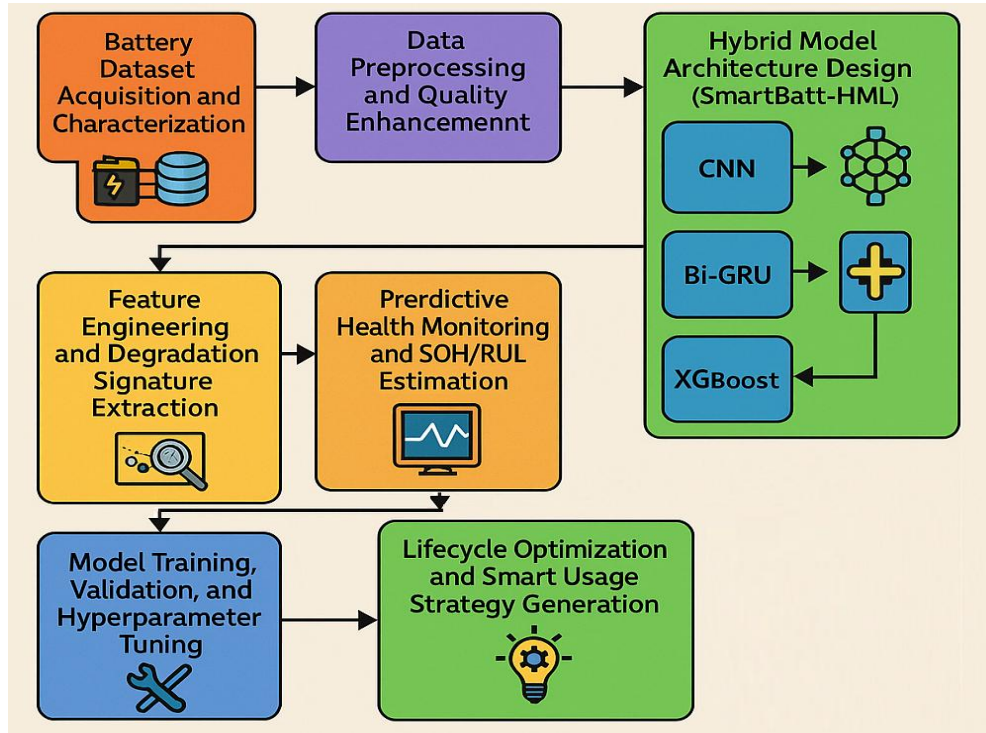 Battery
Dataset
Acquisition and
Characterization
Data
Preprocessing
and Quality
Enhancemennt
Hybrid Model
Architecture Design
(SmartBatt-HML)
CNN
Bi-GRU
XGBoost
Feature
Engineering
and Degradation
Signature
Extraction
Prerdictive
Health Monitoring
and SOH/RUL
Estimation
Model Training,
Validation, and
Hyperparameter
Tuning
Lifecycle Optimization
and Smart Usage
Strategy Generation